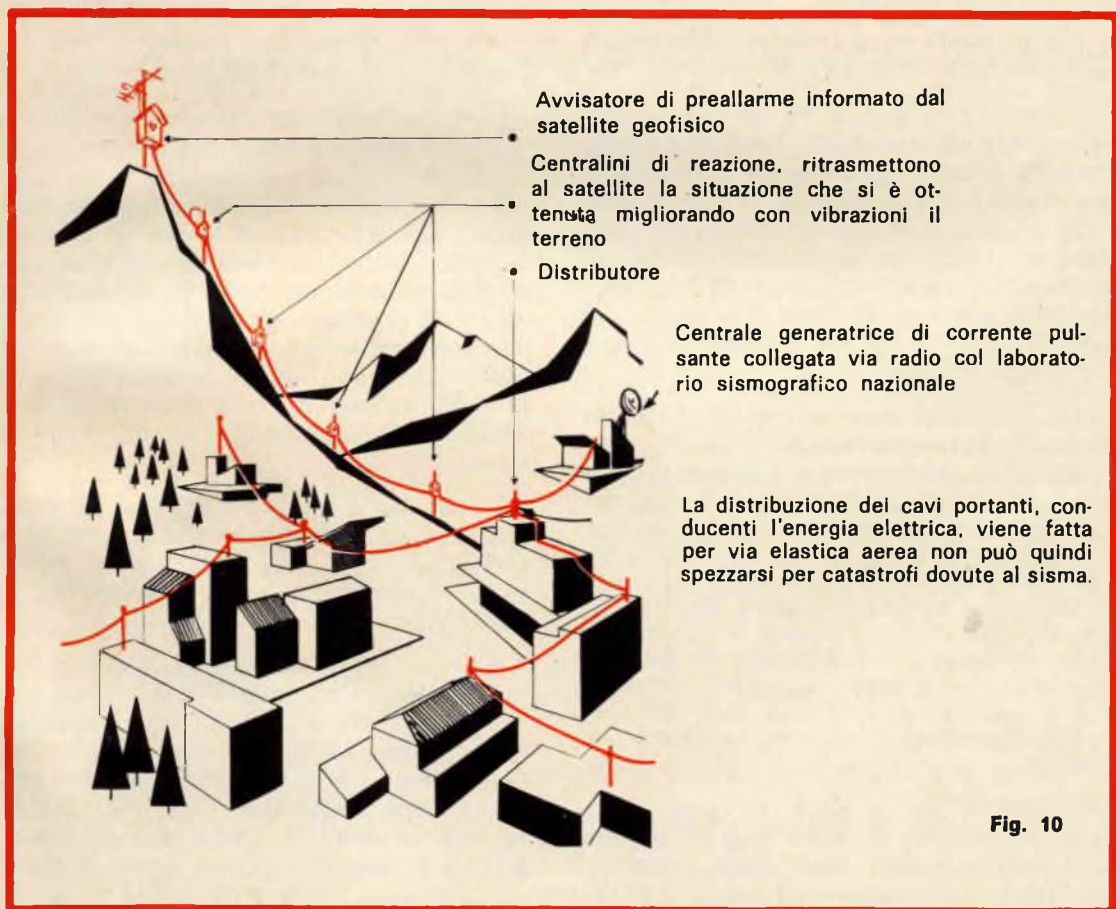 Avvisatore di preallarme informato dal
satellite geofisico
Centralini di reazione, ritrasmettono
al satellite la situazione che si è ot-
tenuta migliorando con vibrazioni il
terreno
Distributore
Centrale generatrice di corrente pul-
sante collegata via radio col laborato-
rio sismografico nazionale
La distribuzione dei cavi portanti, con-
ducenti l'energia elettrica, viene fatta
per via elastica aerea non può quindi
spezzarsi per catastrofi dovute al sisma.
Fig. 10